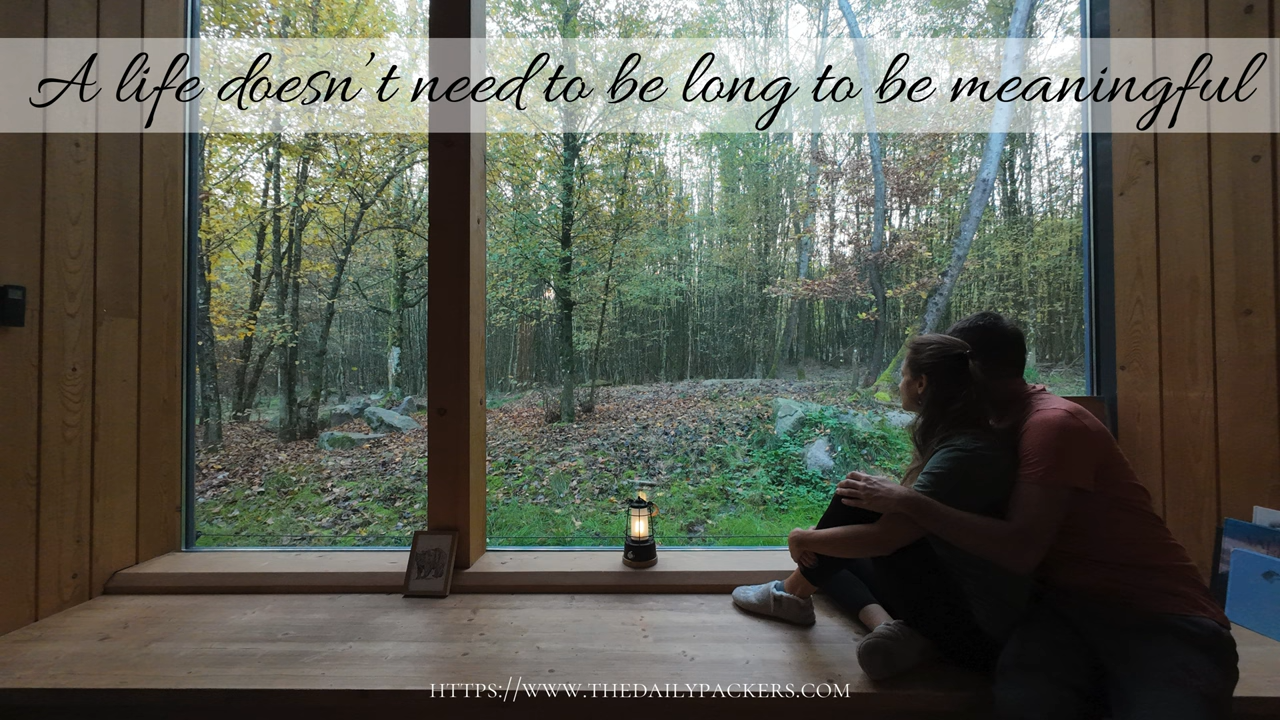 A life doesn't need to be long to be meaningful
HTTPS://WWW.THEDAILYPACKERS.COM